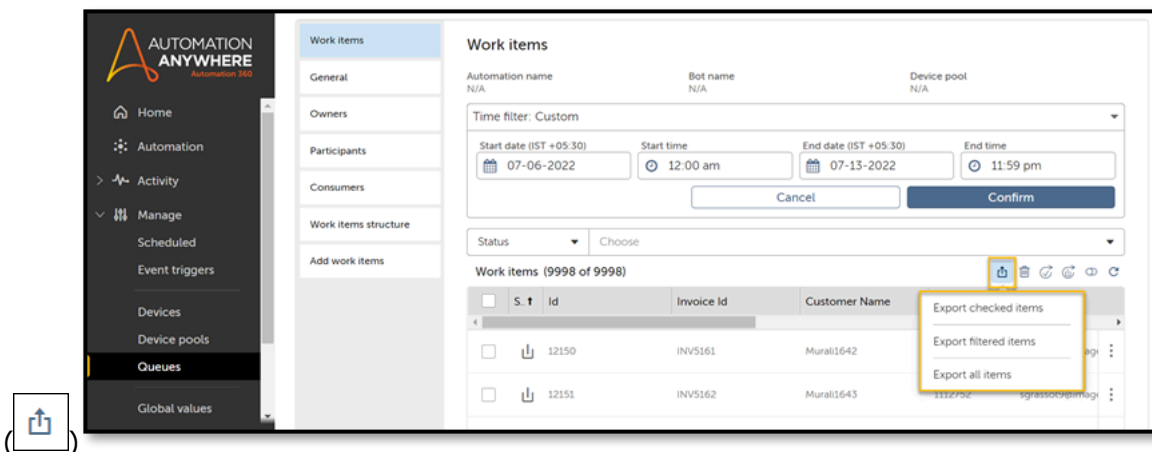 AUTOMATION
ANYWHERE
Automation 360
Home
Automation
Activity
Manage
Scheduled
Event triggers
Devices
Device pools
Queues
Global values
Work items
General
Owners
Participants
Consumers
Work items structure
Add work items
Work items
Automation name Bot name Device pool
N/A N/A N/A
Time filter: Custom
Start date (IST +05:30) Start time End date (IST +05:30) End time
07-06-2022 12:00 am 07-13-2022 11:59 pm
Cancel Confirm
Status Choose
Work items (9998 of 9998)
S.. Id Invoice Id Customer Name
Export checked items
Export filtered items
Export all items
12150 INV5161 Murali1642
12151 INV5162 Murali1643 1112752
( )